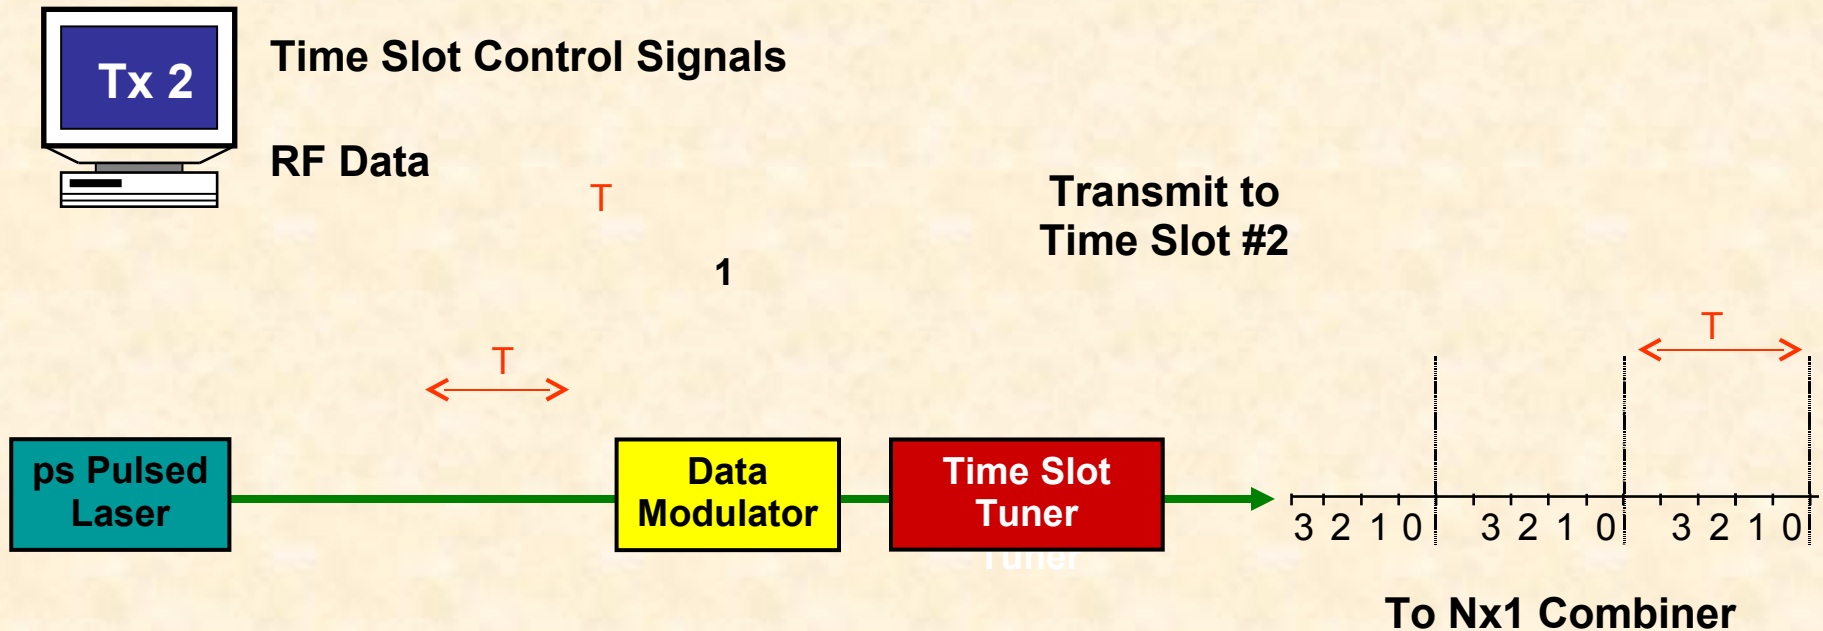 Tx 2
Time Slot Control Signals
RF Data
T
Transmit to
Time Slot #2
1
T
T
ps Pulsed
Laser
Data
Modulator
Time Slot
Tuner
Tuner
3 2 1 0 3 2 1 0 3 2 1 0
To Nx1 Combiner